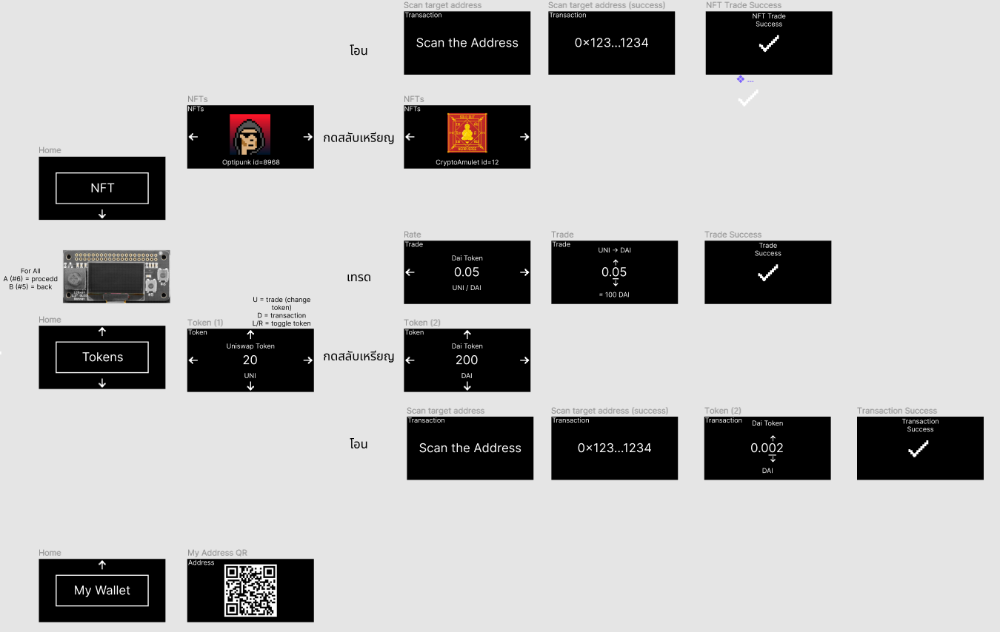 Scan target address
Transaction
Scan the Address
Scan target address (success)
Transaction
0×123...1234
NFT Trade Success
NFT Trade
Success
...
โอน
NFTs
NFTs
Optipunk id=8968
กดสลับเหรียญ
NFTs
NFTs
CryptoAmulet id=12
Home
NFT
For All
A (#6) = procedd
B (#5) = back
#6
#5
เทรด
Rate
Trade
Dai Token
0.05
UNI / DAI
Trade
Trade
UNI → DAI
0.05
= 100 DAI
Trade Success
Trade
Success
U = trade (change
token)
D = transaction
L/R = toggle token
Home
Tokens
Token (1)
Token
Uniswap Token
20
UNI
กดสลับเหรียญ
Token (2)
Token
Dai Token
200
DAI
โอน
Scan target address
Transaction
Scan the Address
Scan target address (success)
Transaction
0×123...1234
Token (2)
Transaction
Dai Token
0.002
DAI
Transaction Success
Transaction
Success
Home
My Wallet
My Address QR
Address